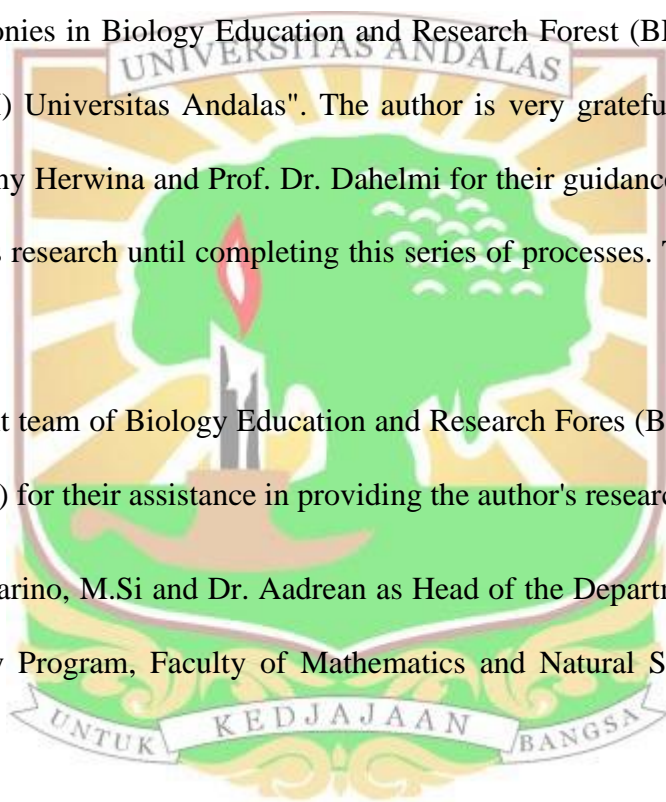 onies in Biology Education and Research Forest (BI
UNIVERSITAS ANDALAS
) Universitas Andalas". The author is very grateful
ny Herwina and Prof. Dr. Dahelmi for their guidance
s research until completing this series of processes. T
t team of Biology Education and Research Fores (B
) for their assistance in providing the author's research
arino, M.Si and Dr. Aadrean as Head of the Departm
y Program, Faculty of Mathematics and Natural S
UNTUK KEDJAJAAN BANGSA